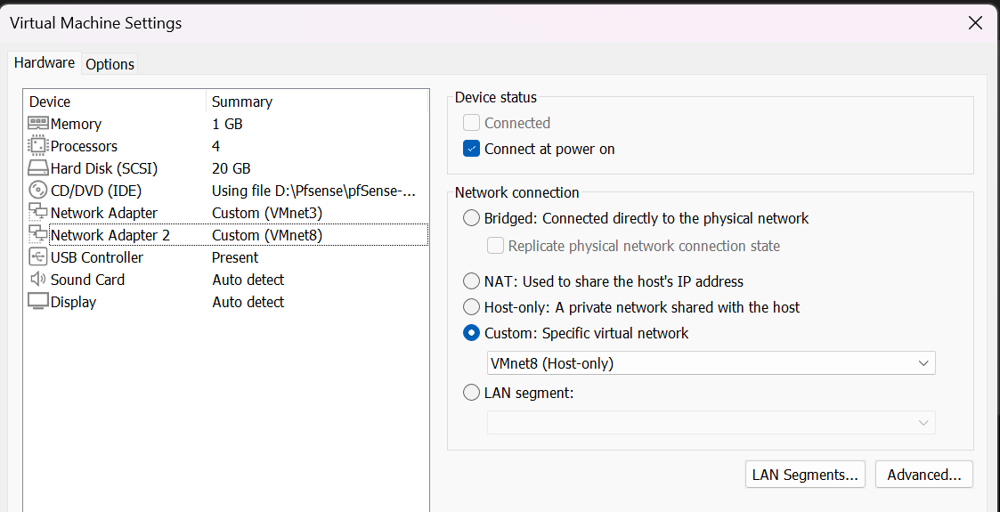 Virtual Machine Settings
Hardware
Options
Device Summary
Memory 1 GB
Processors 4
Hard Disk (SCSI) 20 GB
CD/DVD (IDE) Using file D:\Pfsense\pfSense-...
Network Adapter Custom (VMnet3)
Network Adapter 2 Custom (VMnet8)
USB Controller Present
Sound Card Auto detect
Display Auto detect
Device status
Connected
Connect at power on
Network connection
Bridged: Connected directly to the physical network
Replicate physical network connection state
NAT: Used to share the host's IP address
Host-only: A private network shared with the host
Custom: Specific virtual network
VMnet8 (Host-only)
LAN segment:
LAN Segments...
Advanced...